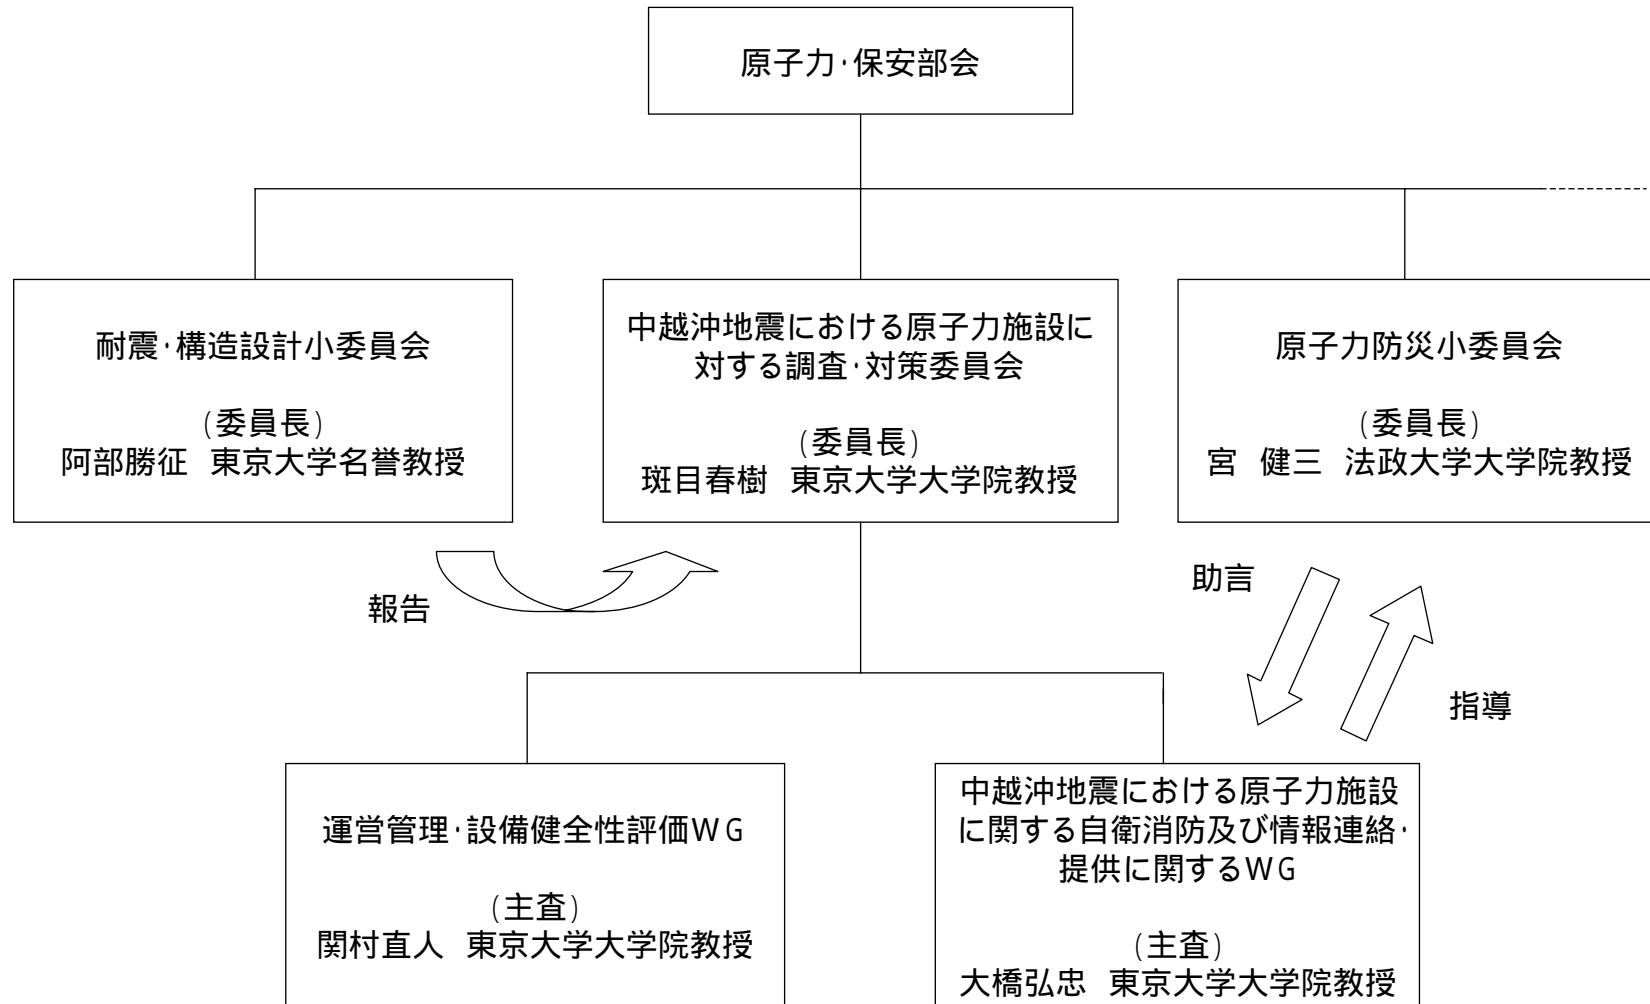 原子力・保安部会
耐震・構造設計小委員会
(委員長)
阿部勝征 東京大学名誉教授
中越沖地震における原子力施設に
対する調査・対策委員会
(委員長)
斑目春樹 東京大学大学院教授
原子力防災小委員会
(委員長)
宮 健三 法政大学大学院教授
報告
助言
指導
運営管理・設備健全性評価WG
(主査)
関村直人 東京大学大学院教授
中越沖地震における原子力施設
に関する自衛消防及び情報連絡・
提供に関するWG
(主査)
大橋弘忠 東京大学大学院教授